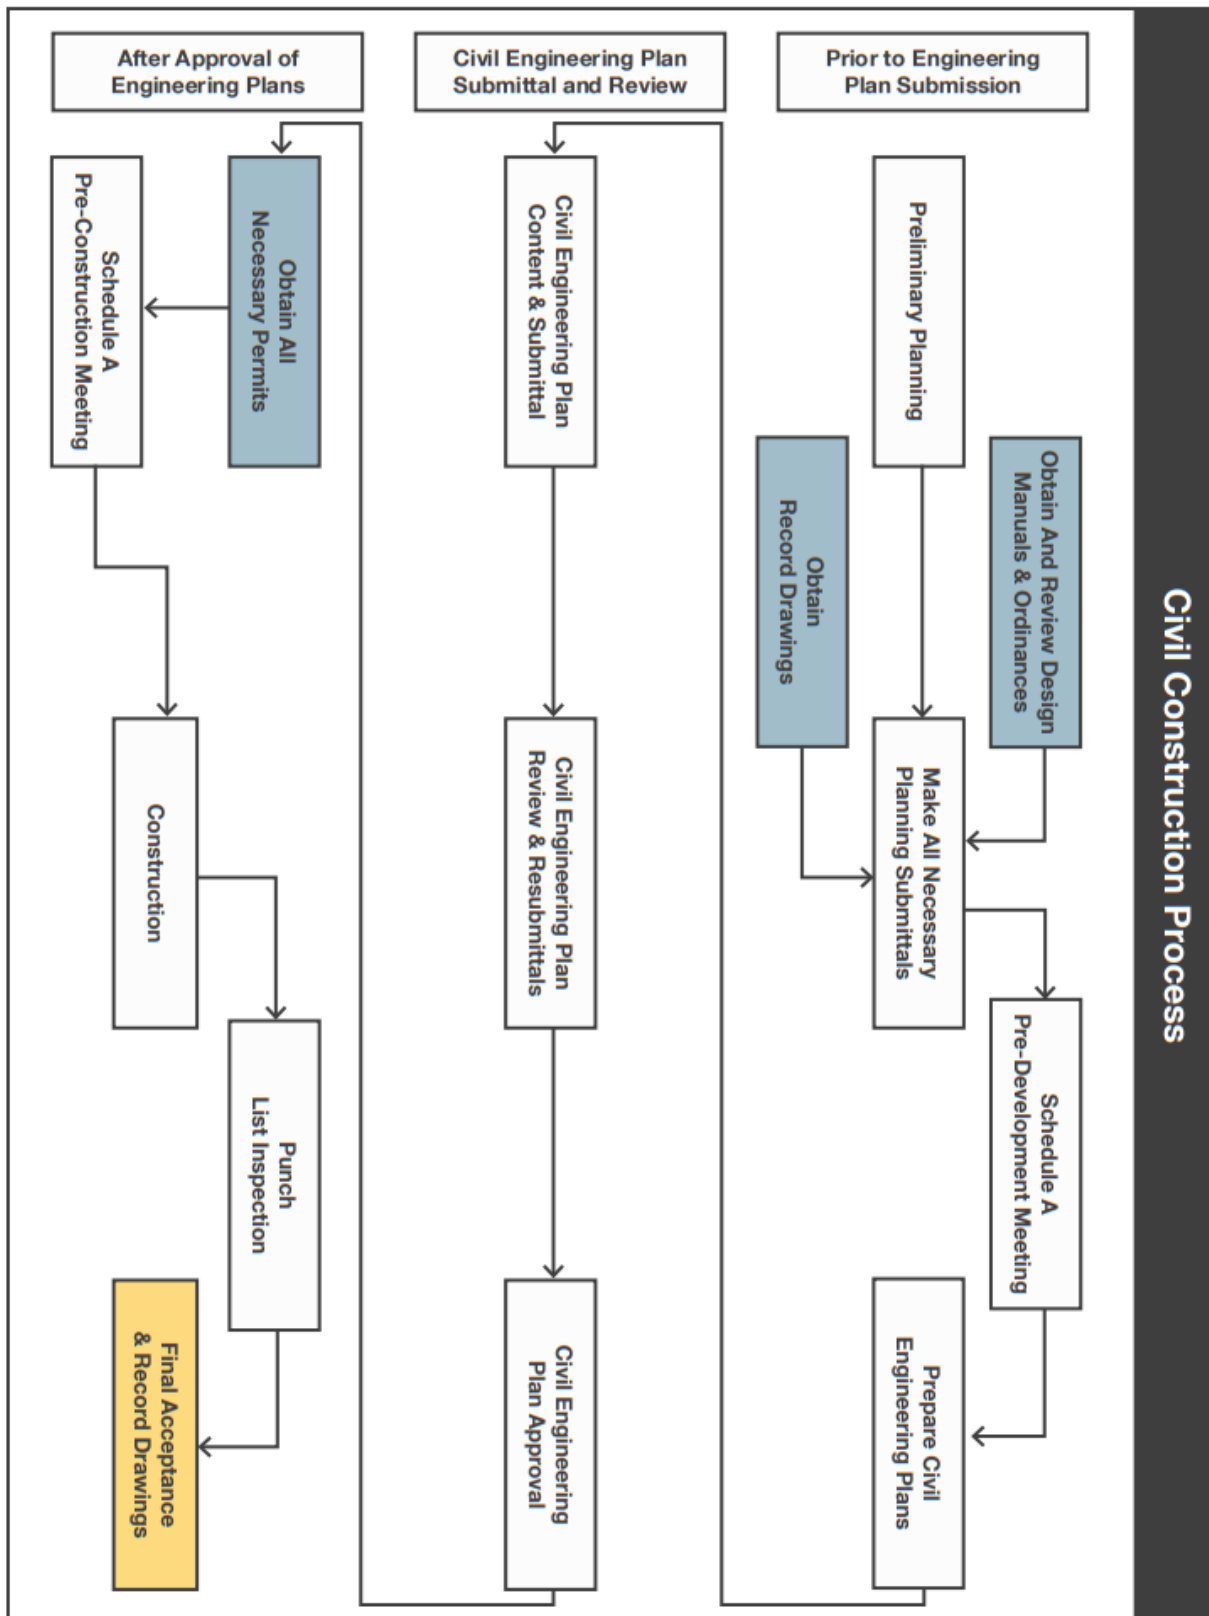 Civil Construction Process
Prior to Engineering
Plan Submission
Preliminary Planning
Obtain And Review Design
Manuals & Ordinances
Obtain
Record Drawings
Make All Necessary
Planning Submittals
Schedule A
Pre-Development Meeting
Prepare Civil
Engineering Plans
Civil Engineering Plan
Submittal and Review
Civil Engineering Plan
Content & Submittal
Civil Engineering Plan
Review & Resubmittals
Civil Engineering
Plan Approval
After Approval of
Engineering Plans
Obtain All
Necessary Permits
Schedule A
Pre-Construction Meeting
Construction
Punch
List Inspection
Final Acceptance
& Record Drawings